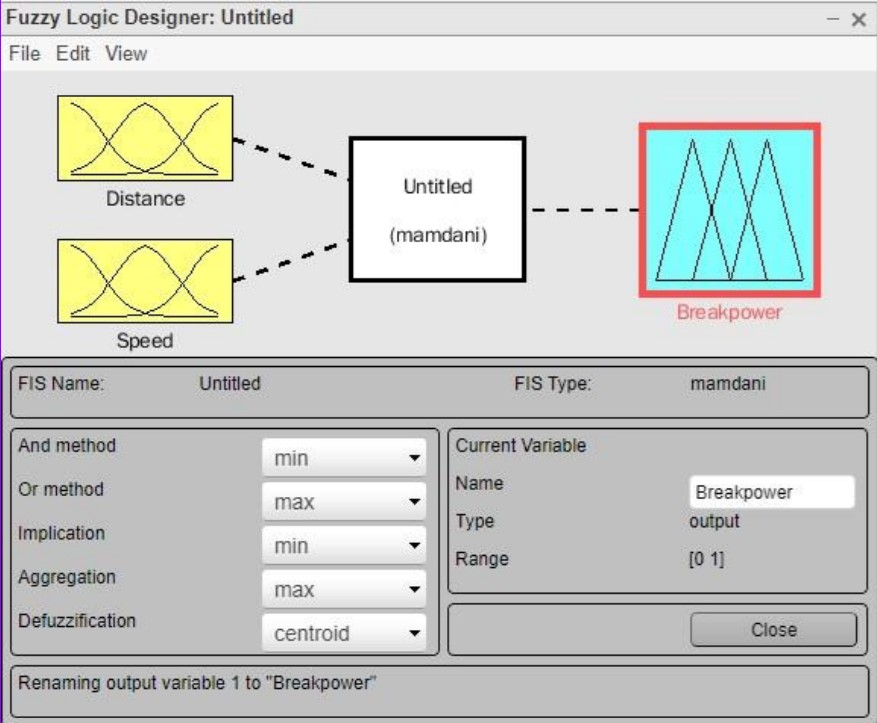 Fuzzy Logic Designer: Untitled
File Edit View
Distance
Speed
Untitled
(mamdani)
Breakpower
FIS Name: Untitled FIS Type: mamdani
And method min
Or method max
Implication min
Aggregation max
Defuzzification centroid
Current Variable
Name Breakpower
Type output
Range [0 1]
Close
Renaming output variable 1 to "Breakpower"